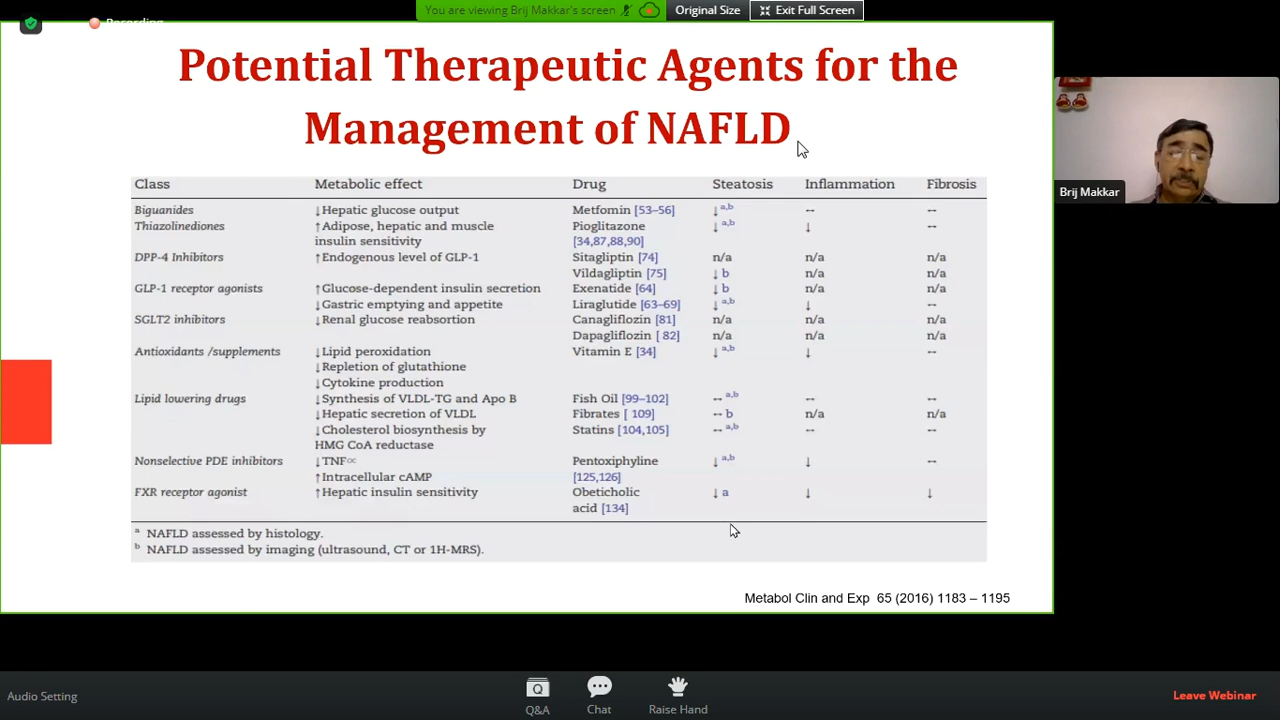 You are viewing Brij Makkar's screen
Original Size
Exit Full Screen
Recording
Potential Therapeutic Agents for the
Management of NAFLD
Brij Makkar
Class Metabolic effect Drug Steatosis Inflammation Fibrosis
Biguanides ↓Hepatic glucose output Metfomin [53–56] ↓a,b -- --
Thiazolinediones ↑Adipose, hepatic and muscle Pioglitazone ↓a,b ↓ --
insulin sensitivity [34,87,88,90]
DPP-4 Inhibitors ↑Endogenous level of GLP-1 Sitagliptin [74] n/a n/a n/a
Vildagliptin [75] ↓ b n/a n/a
GLP-1 receptor agonists ↑Glucose-dependent insulin secretion Exenatide [64] ↓ b n/a n/a
↓Gastric emptying and appetite Liraglutide [63–69] ↓a,b ↓ --
SGLT2 inhibitors ↓Renal glucose reabsortion Canagliflozin [81] n/a n/a n/a
Dapagliflozin [ 82] n/a n/a n/a
Antioxidants /supplements ↓Lipid peroxidation Vitamin E [34] ↓a,b ↓ --
↓Repletion of glutathione
↓Cytokine production
Lipid lowering drugs ↓Synthesis of VLDL-TG and Apo B Fish Oil [99–102] --a,b -- --
↓Hepatic secretion of VLDL Fibrates [ 109] -- b n/a n/a
↓Cholesterol biosynthesis by Statins [104,105] --a,b -- --
HMG CoA reductase
Nonselective PDE inhibitors ↓TNF∝ Pentoxiphyline ↓a,b ↓ --
↑Intracellular cAMP [125,126]
FXR receptor agonist ↑Hepatic insulin sensitivity Obeticholic ↓ a ↓ ↓
acid [134]
a NAFLD assessed by histology.
b NAFLD assessed by imaging (ultrasound, CT or 1H-MRS).
Metabol Clin and Exp 65 (2016) 1183 – 1195
Audio Setting
Q&A
Chat
Raise Hand
Leave Webinar